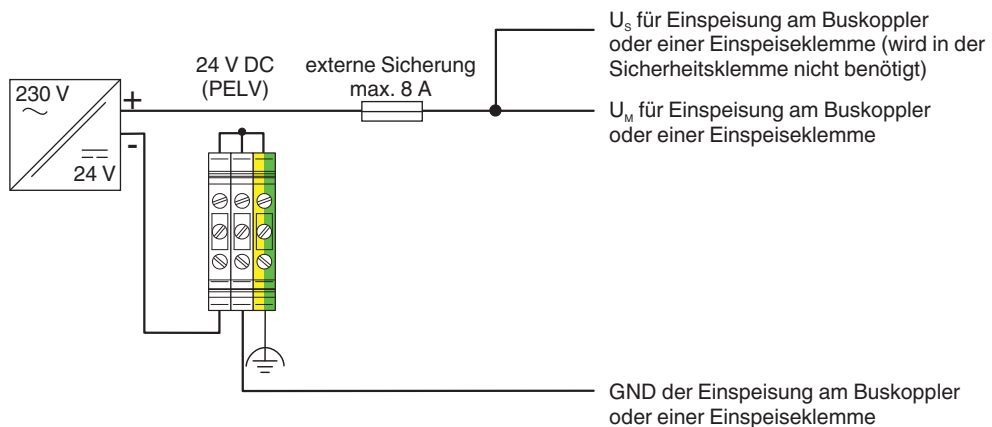 U_S für Einspeisung am Buskoppler
oder einer Einspeiseklemme (wird in der
Sicherheitsklemme nicht benötigt)
24 V DC
(PELV)
externe Sicherung
max. 8 A
230 V
+
-
24 V
U_M für Einspeisung am Buskoppler
oder einer Einspeiseklemme
GND der Einspeisung am Buskoppler
oder einer Einspeiseklemme